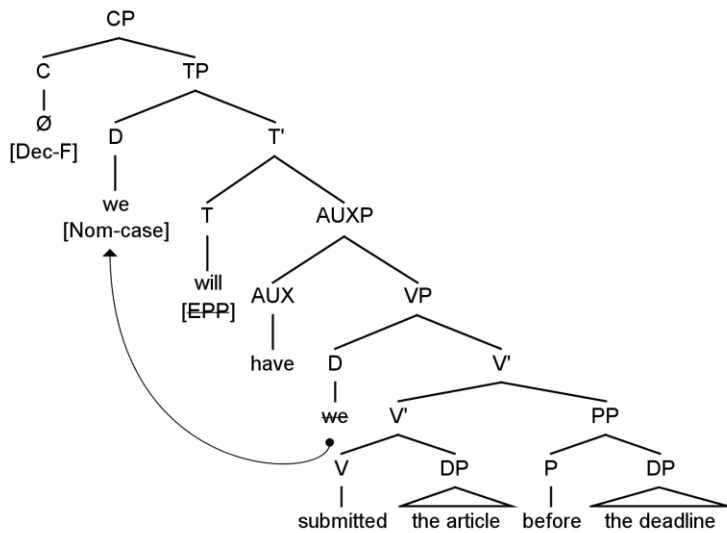 CP
C TP
Ø
[Dec-F]
D T'
we
[Nom-case]
T AUXP
will
[EPP]
AUX VP
have
D V'
we
V' PP
V DP P DP
submitted the article before the deadline